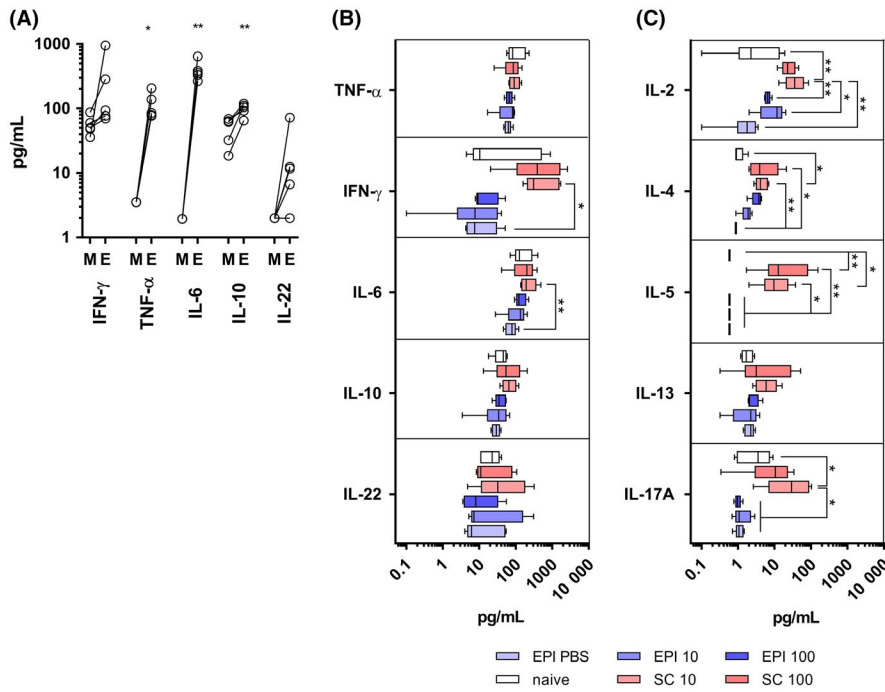 (A)
* ** **
1000
100
10
1
pg/mL
M E M E M E M E M E
IFN-γ
TNF-α
IL-6
IL-10
IL-22
(B)
TNF-α
IFN-γ
*
IL-6
**
IL-10
IL-22
0.1 1 10 100 1000 10 000
pg/mL
(C)
IL-2
** ** * **
IL-4
* * **
IL-5
** * ** *
IL-13
IL-17A
* *
0.1 1 10 100 1000 10 000
pg/mL
EPI PBS EPI 10 EPI 100
naive SC 10 SC 100